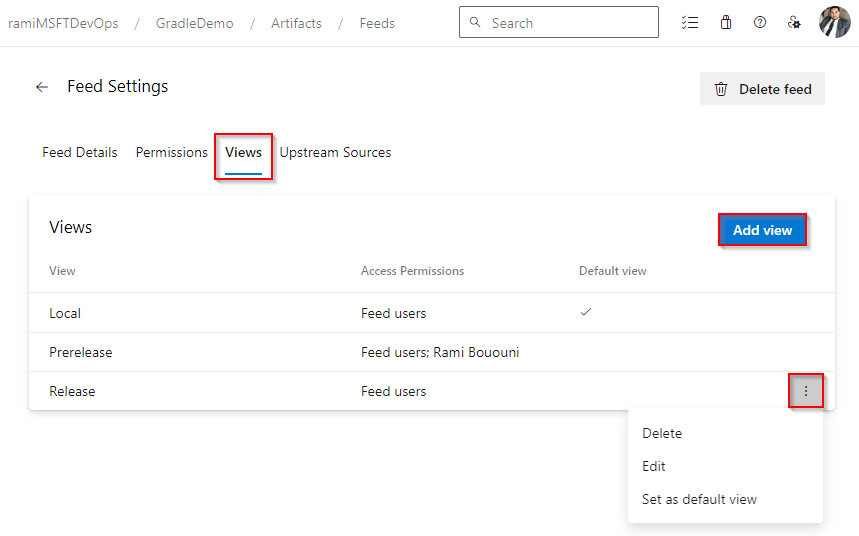 ramiMSFTDevOps / GradleDemo / Artifacts / Feeds Search
Feed Settings Delete feed
Feed Details Permissions Views Upstream Sources
Views Add view
View Access Permissions Default view
Local Feed users
Prerelease Feed users; Rami Bououni
Release Feed users
Delete
Edit
Set as default view